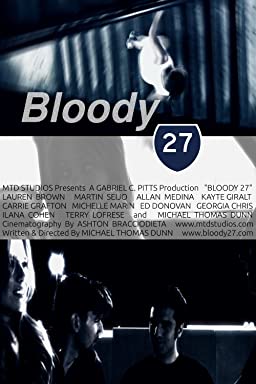 Bloody
27
MTD STUDIOS Presents A GABRIEL C. PITTS Production "BLOODY 27"
LAUREN BROWN MARTIN SEIJO ALLAN MEDINA KAYTE GIRALT
CARRIE GRAFTON MICHELLE MARIN ED DONOVAN GEORGIA CHRIS
ILANA COHEN TERRY LOFRESE and MICHAEL THOMAS DUNN
Cinematography By ASHTON BRACCIODIETA www.mtdstudios.com
Written & Directed By MICHAEL THOMAS DUNN www.bloody27.com